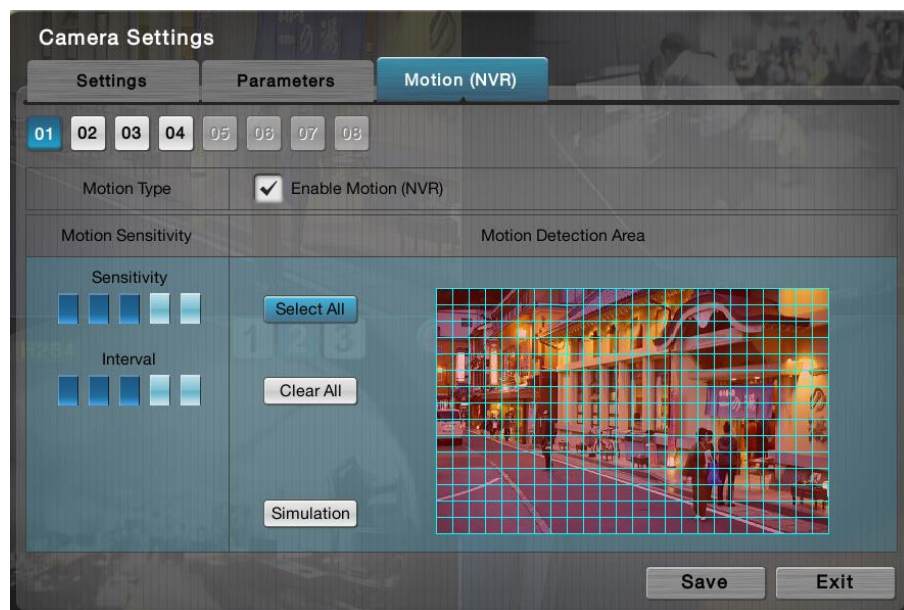 Camera Settings
Settings Parameters Motion (NVR)
01 02 03 04 05 06 07 08
Motion Type Enable Motion (NVR)
Motion Sensitivity Motion Detection Area
Sensitivity
Select All
Interval
Clear All
Simulation
Save Exit